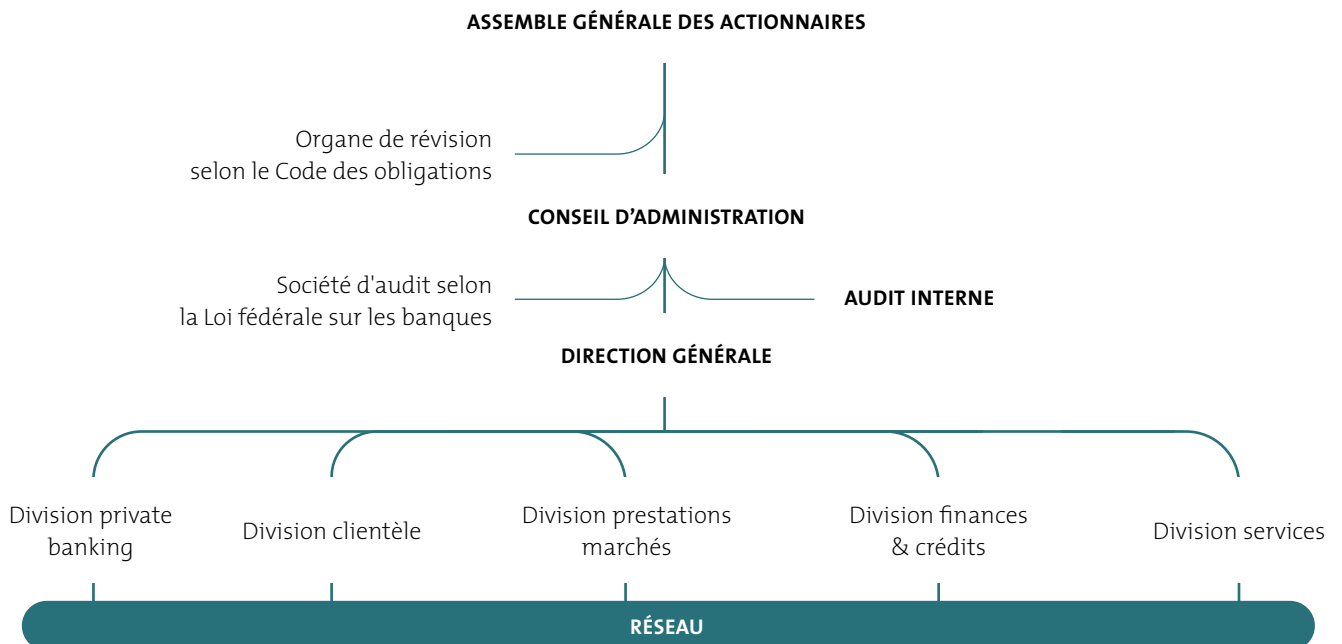 ASSEMBLE GÉNÉRALE DES ACTIONNAIRES
Organe de révision
selon le Code des obligations
CONSEIL D’ADMINISTRATION
Société d'audit selon
la Loi fédérale sur les banques
AUDIT INTERNE
DIRECTION GÉNÉRALE
Division private
banking
Division clientèle
Division prestations
marchés
Division finances
& crédits
Division services
RÉSEAU